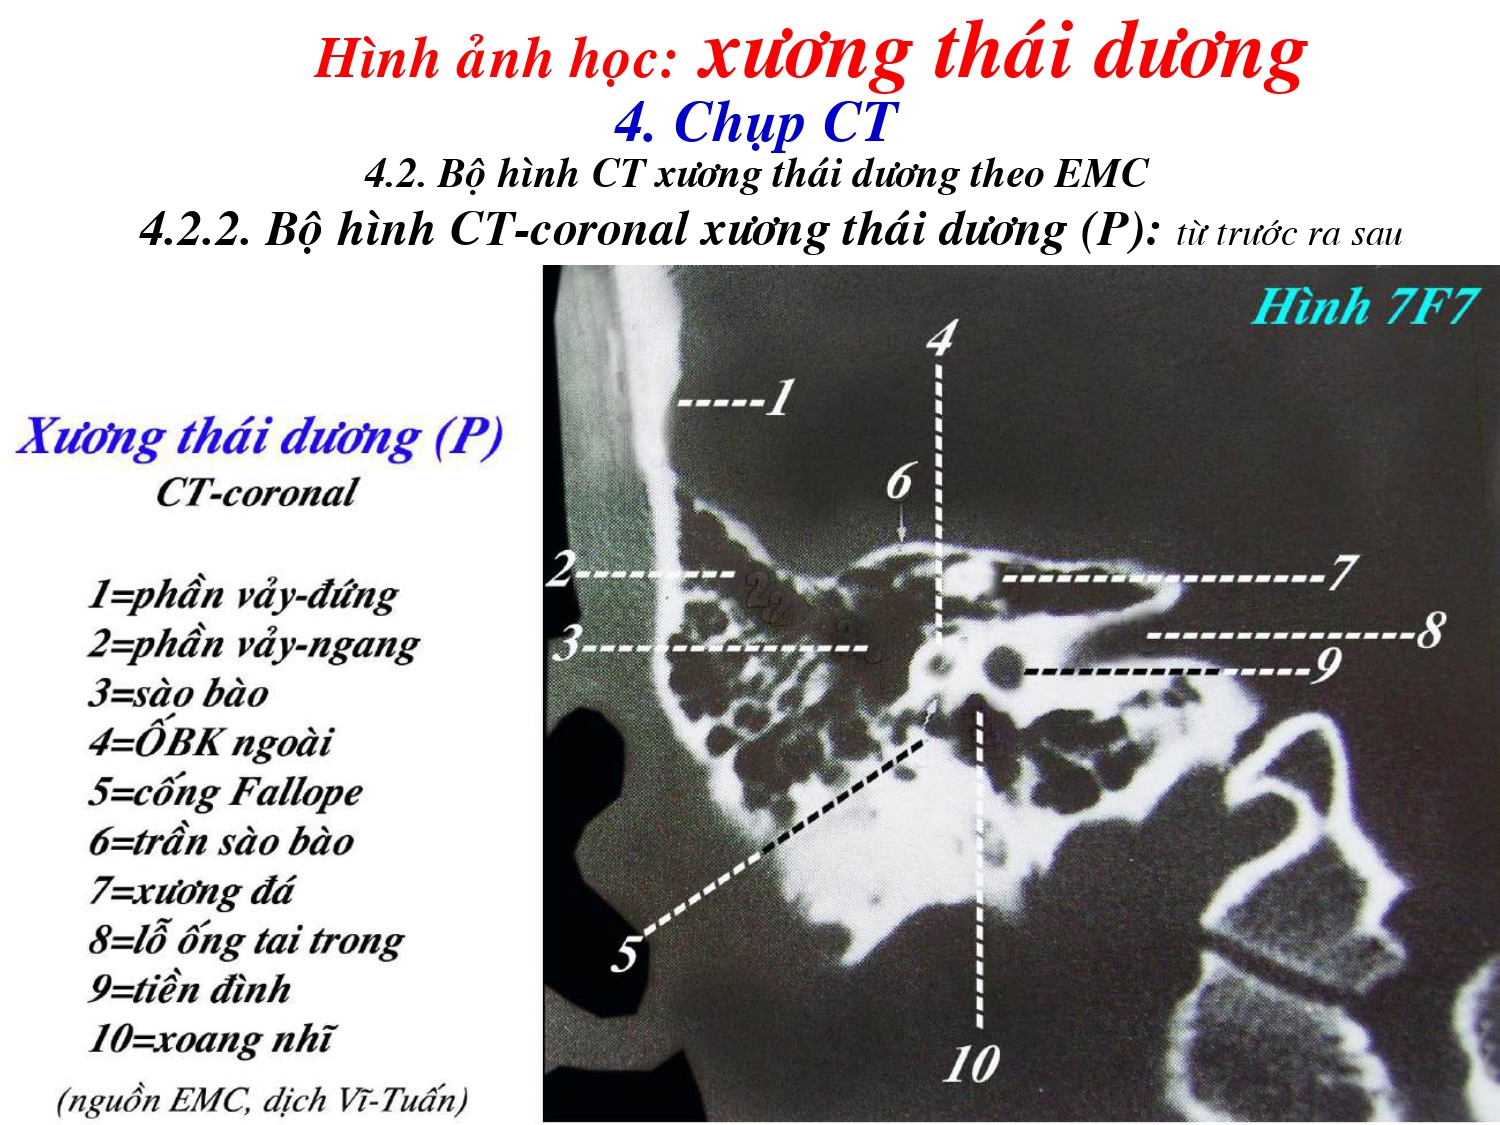 Hình ảnh học: xương thái dương
4. Chụp CT
4.2. Bộ hình CT xương thái dương theo EMC
4.2.2. Bộ hình CT-coronal xương thái dương (P): từ trước ra sau
Hình 7F7
Xương thái dương (P)
CT-coronal
1=phần vảy-đứng
2=phần vảy-ngang
3=sào bào
4=ỐBK ngoài
5=cống Fallope
6=trần sào bào
7=xương đá
8=lỗ ống tai trong
9=tiền đình
10=xoang nhĩ
(nguồn EMC, dịch Vĩ-Tuấn)
4
1
6
2
7
3
8
9
5
10